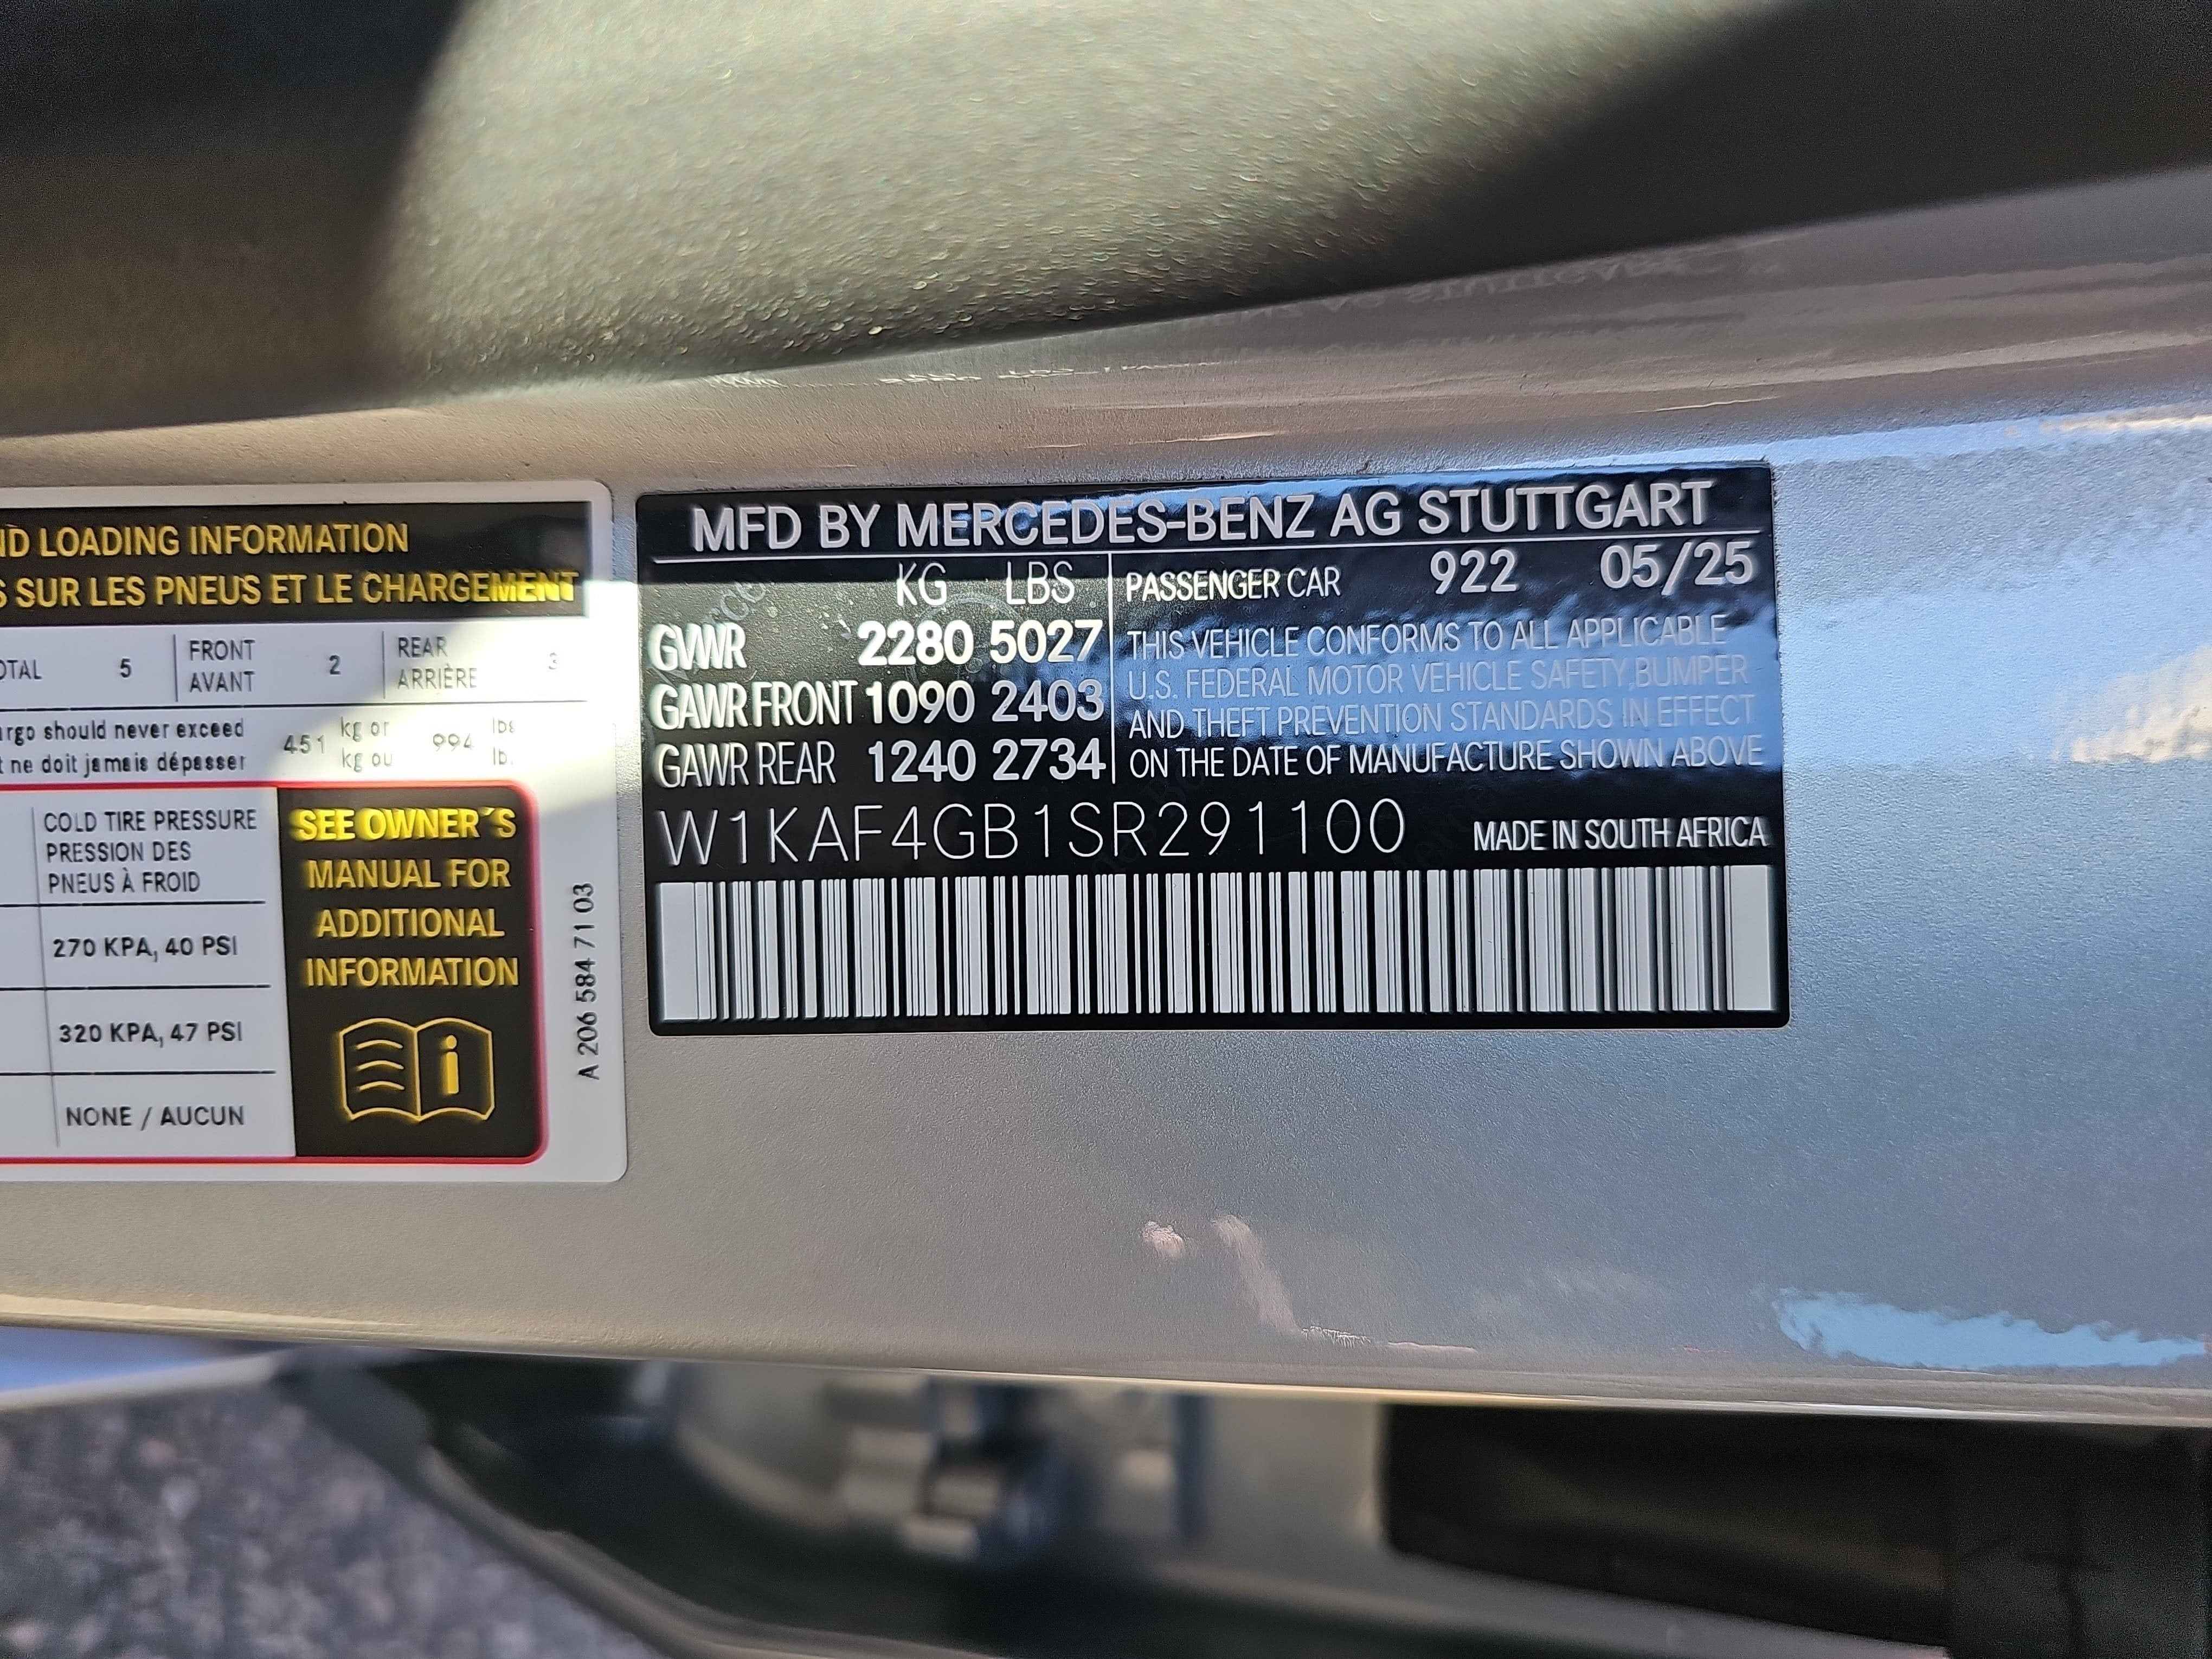 ND LOADING INFORMATION
S SUR LES PNEUS ET LE CHARGEMENT
OTAL 5 FRONT AVANT 2 REAR ARRIÈRE 3
rgo should never exceed
t ne doit jamais dépasser
451 kg or kg ou 994 lbs lb.
COLD TIRE PRESSURE
PRESSION DES
PNEUS À FROID
270 KPA, 40 PSI
320 KPA, 47 PSI
NONE / AUCUN
SEE OWNER´S
MANUAL FOR
ADDITIONAL
INFORMATION
i
A 206 584 71 03
MFD BY MERCEDES-BENZ AG STUTTGART
KG LBS
GVWR 2280 5027
GAWR FRONT 1090 2403
GAWR REAR 1240 2734
PASSENGER CAR 922 05/25
THIS VEHICLE CONFORMS TO ALL APPLICABLE
U.S. FEDERAL MOTOR VEHICLE SAFETY,BUMPER
AND THEFT PREVENTION STANDARDS IN EFFECT
ON THE DATE OF MANUFACTURE SHOWN ABOVE
W1KAF4GB1SR291100 MADE IN SOUTH AFRICA